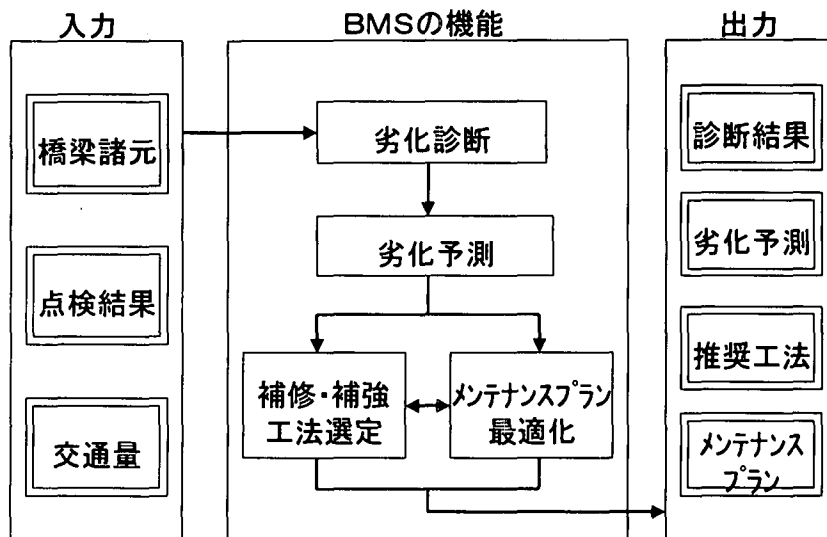 入力
橋梁諸元
点検結果
交通量
BMSの機能
劣化診断
劣化予測
補修・補強
工法選定
メンテナンスプラン
最適化
出力
診断結果
劣化予測
推奨工法
メンテナンス
プラン